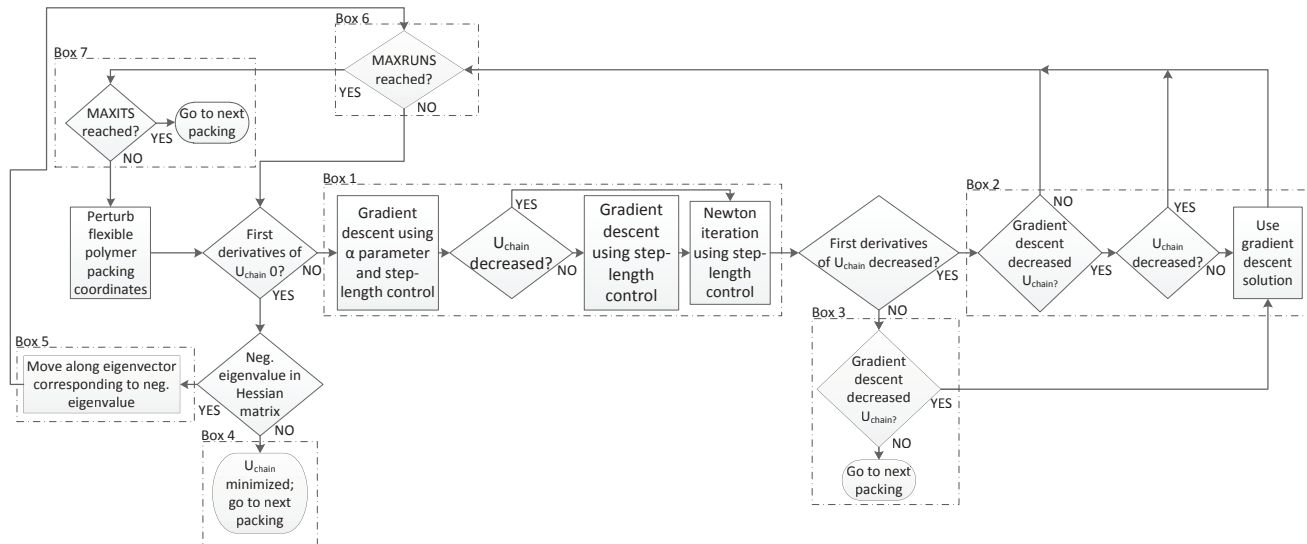 Box 6
MAXRUNS
reached?
YES
NO
Box 7
MAXITS
reached?
YES
NO
Go to next
packing
Perturb
flexible
polymer
packing
coordinates
First
derivatives of
Uchain 0?
NO
YES
Box 1
Gradient
descent using
α parameter
and step-
length control
YES
Uchain
decreased?
NO
Gradient
descent
using step-
length
control
Newton
iteration
using step-
length
control
First derivatives
of Uchain decreased?
YES
NO
Box 2
Gradient
descent
decreased
Uchain?
NO
YES
Uchain
decreased?
YES
NO
Use
gradient
descent
solution
Box 3
Gradient
descent
decreased
Uchain?
YES
NO
Go to next
packing
Box 5
Move along eigenvector
corresponding to neg.
eigenvalue
Neg.
eigenvalue in
Hessian
matrix
YES
NO
Box 4
Uchain
minimized;
go to next
packing